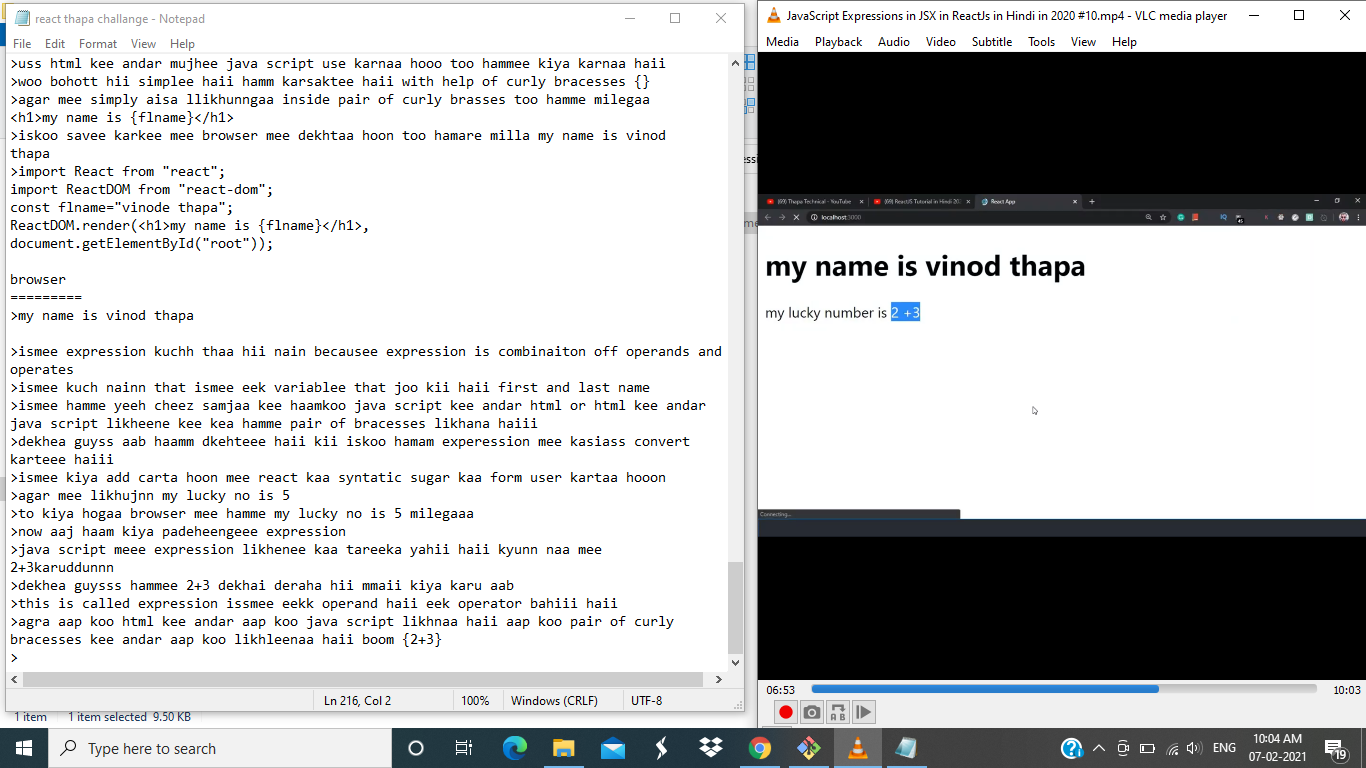 react thapa challange - Notepad
File Edit Format View Help
>uss html kee andar mujhee java script use karnaa hooo too hammee kiya karnaa haii
>woo bohott hii simplee haii hamm karsaktee haii with help of curly bracesses {}
>agar mee simply aisa llikhunngaa inside pair of curly brasses too hamme milegaa
<h1>my name is {flname}</h1>
>iskoo savee karkee mee browser mee dekhtaa hoon too hamare milla my name is vinod
thapa
>import React from "react";
import ReactDOM from "react-dom";
const flname="vinode thapa";
ReactDOM.render(<h1>my name is {flname}</h1>,
document.getElementById("root"));
browser
=========
>my name is vinod thapa
>ismee expression kuchh thaa hii nain becausee expression is combinaiton off operands and
operates
>ismee kuch nainn that ismee eek variablee that joo kii haii first and last name
>ismee hamme yeeh cheez samjaa kee haamkoo java script kee andar html or html kee andar
java script likheene kee kea hamme pair of bracesses likhana haiii
>dekhea guyss aab haamm dkehteee haii kii iskoo hamam experession mee kasiass convert
karteee haiii
>ismee kiya add carta hoon mee react kaa syntatic sugar kaa form user kartaa hooon
>agar mee likhujnn my lucky no is 5
>to kiya hogaa browser mee hamme my lucky no is 5 milegaaa
>now aaj haam kiya padeheengeee expression
>java script meee expression likhenee kaa tareeka yahii haii kyunn naa mee
2+3karuddunnn
>dekhea guysss hammee 2+3 dekhai deraha hii mmaii kiya karu aab
>this is called expression issmee eekk operand haii eek operator bahiii haii
>agra aap koo html kee andar aap koo java script likhnaa haii aap koo pair of curly
bracesses kee andar aap koo likhleenaa haii boom {2+3}
>
Ln 216, Col 2 100% Windows (CRLF) UTF-8
1 item 1 item selected 9.50 KB
JavaScript Expressions in JSX in ReactJs in Hindi in 2020 #10.mp4 - VLC media player
Media Playback Audio Video Subtitle Tools View Help
(69) Thapa Technical - YouTube (69) ReactJS Tutorial in Hindi 20 React App
localhost:3000
my name is vinod thapa
my lucky number is 2 +3
Connecting...
06:53 10:03
A B
Type here to search
ENG
10:04 AM
07-02-2021
19